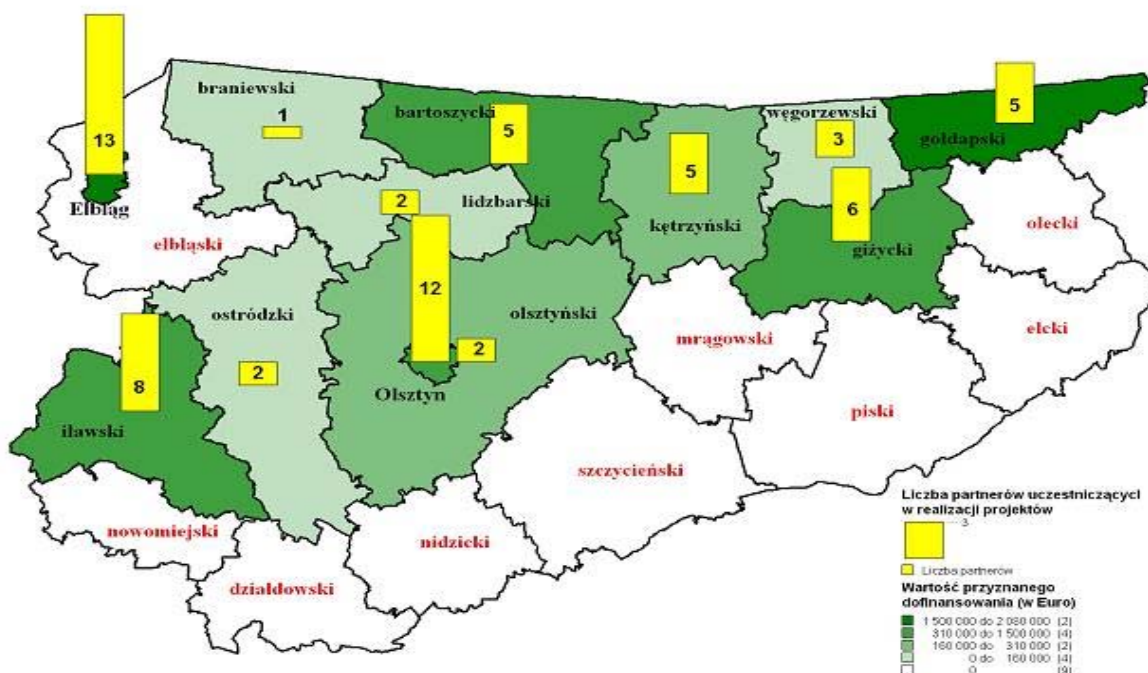 braniewski
1
bartoszycki
5
węgorzewski
3
5
gołdapski
13
Elbląg
elbląski
2
lidzbarski
5
kętrzyński
6
giżycki
olecki
ostródzki
12
olsztyński
mrągowski
ełcki
2
2
Olsztyn
8
iławski
piski
szczycieński
nowomiejski
nidzicki
działdowski
Liczba partnerów uczestniczącyci
w realizacji projektów
3
Liczba partnerów
Wartość przyznanego
dofinansowania (w Euro)
1 500 000 do 2 080 000 (2)
310 000 do 1 500 000 (4)
160 000 do 310 000 (2)
0 do 160 000 (4)
0 (9)